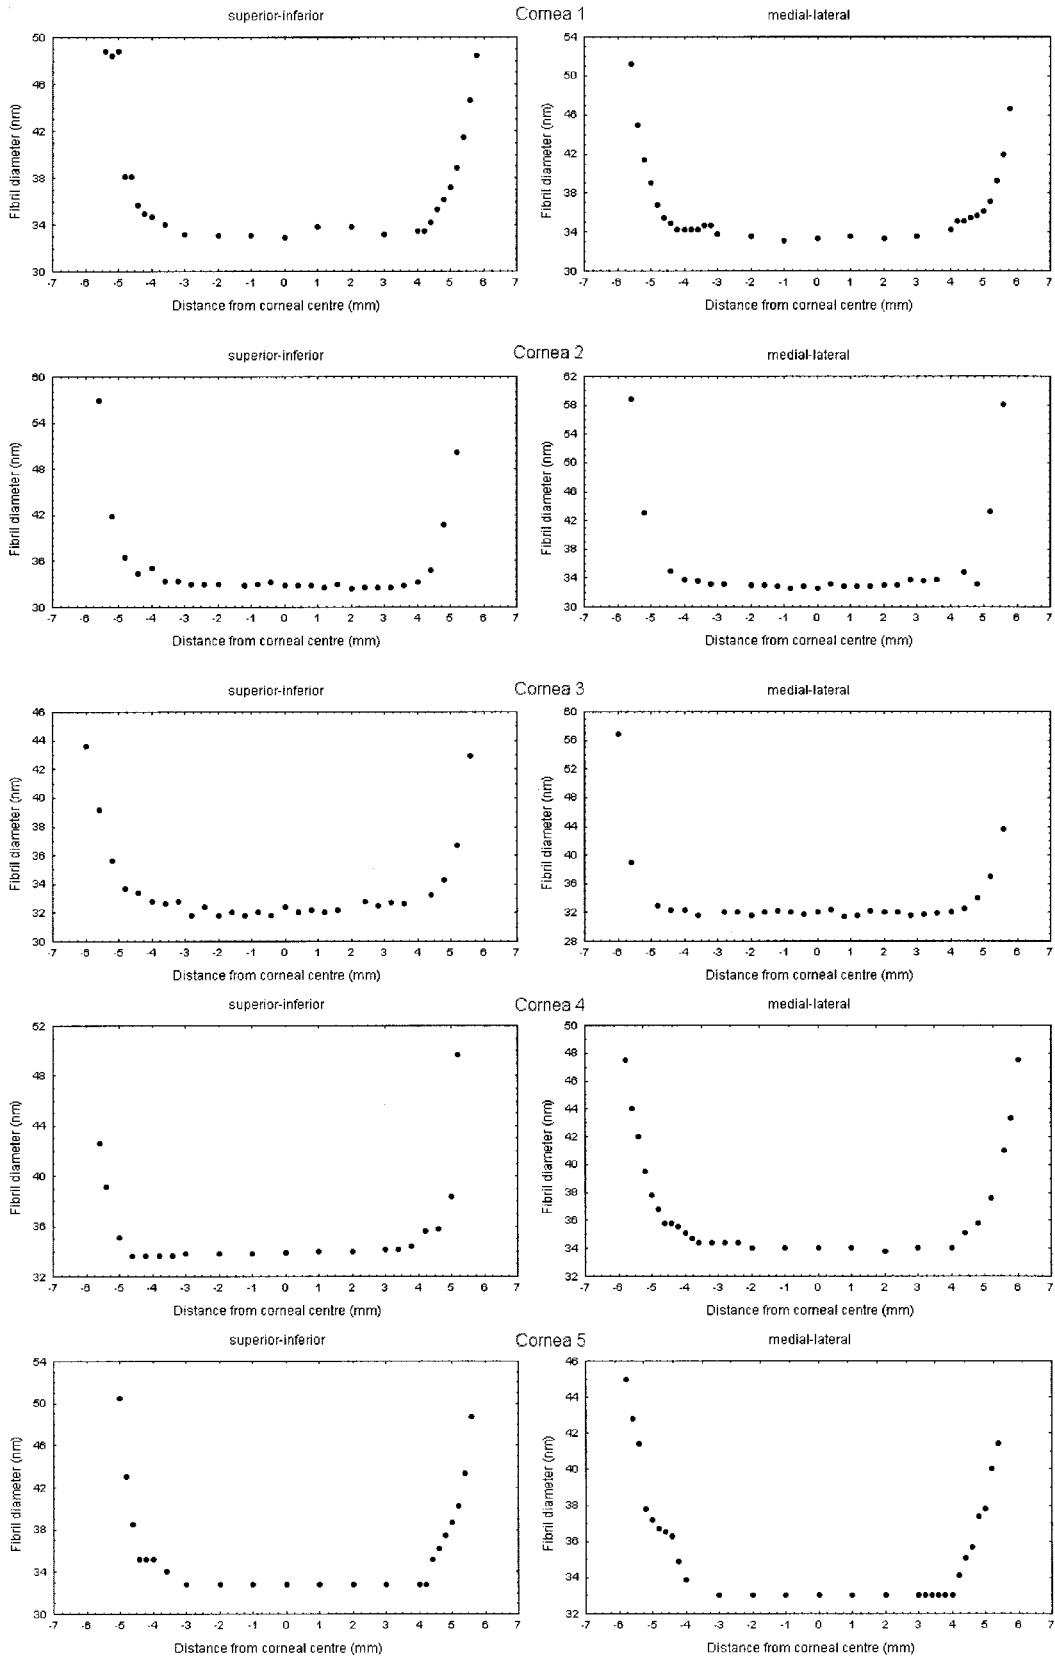 superior-inferior Cornea 1 medial-lateral
50 54
46 50
42 46
38 42
34 38
30 34
30
Fibril diameter (nm) Fibril diameter (nm)
-7 -6 -5 -4 -3 -2 -1 0 1 2 3 4 5 6 7 -7 -6 -5 -4 -3 -2 -1 0 1 2 3 4 5 6 7
Distance from corneal centre (mm) Distance from corneal centre (mm)
superior-inferior Cornea 2 medial-lateral
60 62
54 58
48 54
42 50
36 46
30 42
38
34
30
Fibril diameter (nm) Fibril diameter (nm)
-7 -6 -5 -4 -3 -2 -1 0 1 2 3 4 5 6 7 -7 -6 -5 -4 -3 -2 -1 0 1 2 3 4 5 6 7
Distance from corneal centre (mm) Distance from corneal centre (mm)
superior-inferior Cornea 3 medial-lateral
46 60
44 56
42 52
40 48
38 44
36 40
34 36
32 32
30 28
Fibril diameter (nm) Fibril diameter (nm)
-7 -6 -5 -4 -3 -2 -1 0 1 2 3 4 5 6 7 -7 -6 -5 -4 -3 -2 -1 0 1 2 3 4 5 6 7
Distance from corneal centre (mm) Distance from corneal centre (mm)
superior-inferior Cornea 4 medial-lateral
52 50
48 48
44 46
40 44
36 42
32 40
38
36
34
32
Fibril diameter (nm) Fibril diameter (nm)
-7 -6 -5 -4 -3 -2 -1 0 1 2 3 4 5 6 7 -7 -6 -5 -4 -3 -2 -1 0 1 2 3 4 5 6 7
Distance from corneal centre (mm) Distance from corneal centre (mm)
superior-inferior Cornea 5 medial-lateral
54 46
50 44
46 42
42 40
38 38
34 36
30 34
32
Fibril diameter (nm) Fibril diameter (nm)
-7 -6 -5 -4 -3 -2 -1 0 1 2 3 4 5 6 7 -7 -6 -5 -4 -3 -2 -1 0 1 2 3 4 5 6 7
Distance from corneal centre (mm) Distance from corneal centre (mm)